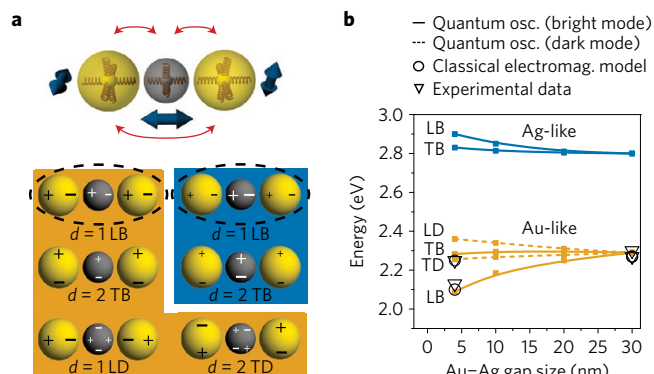 a
d = 1 LB
d = 1 LB
d = 2 TB
d = 2 TB
d = 1 LD
d = 2 TD
b
Quantum osc. (bright mode)
Quantum osc. (dark mode)
Classical electromag. model
Experimental data
3.0
2.8
2.6
2.4
2.2
2.0
Energy (eV)
LB
TB
Ag-like
LD
TB
TD
LB
Au-like
0 5 10 15 20 25 30
Au–Ag gap size (nm)